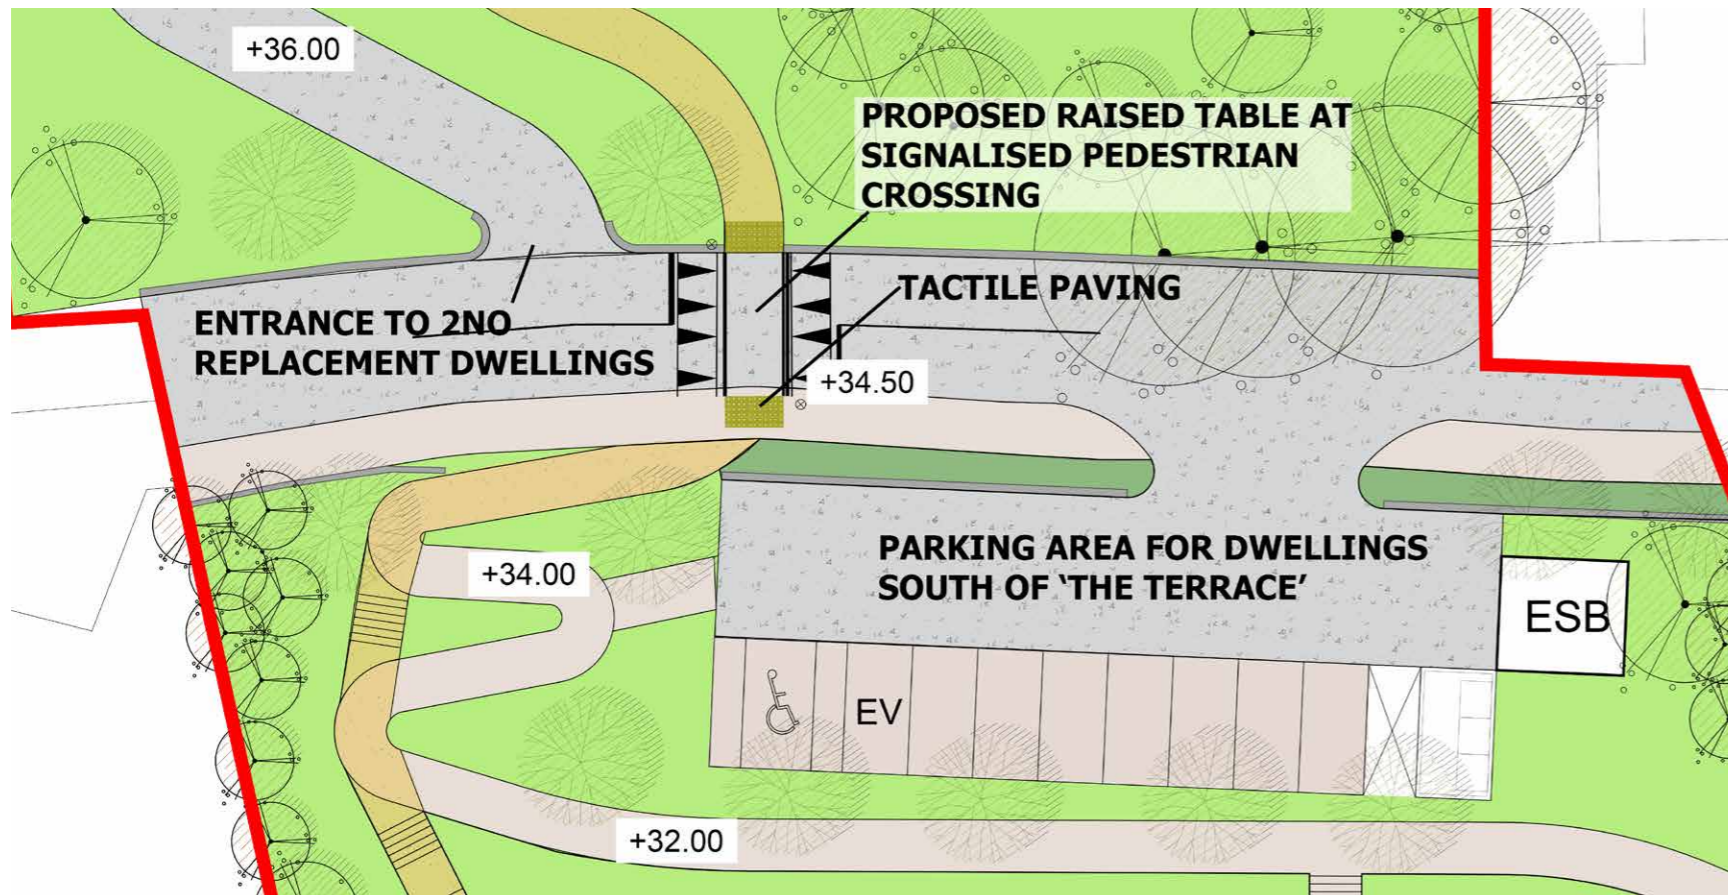 +36.00
PROPOSED RAISED TABLE AT
SIGNALISED PEDESTRIAN
CROSSING
TACTILE PAVING
ENTRANCE TO 2NO
REPLACEMENT DWELLINGS
+34.50
+34.00
PARKING AREA FOR DWELLINGS
SOUTH OF ‘THE TERRACE’
ESB
EV
+32.00